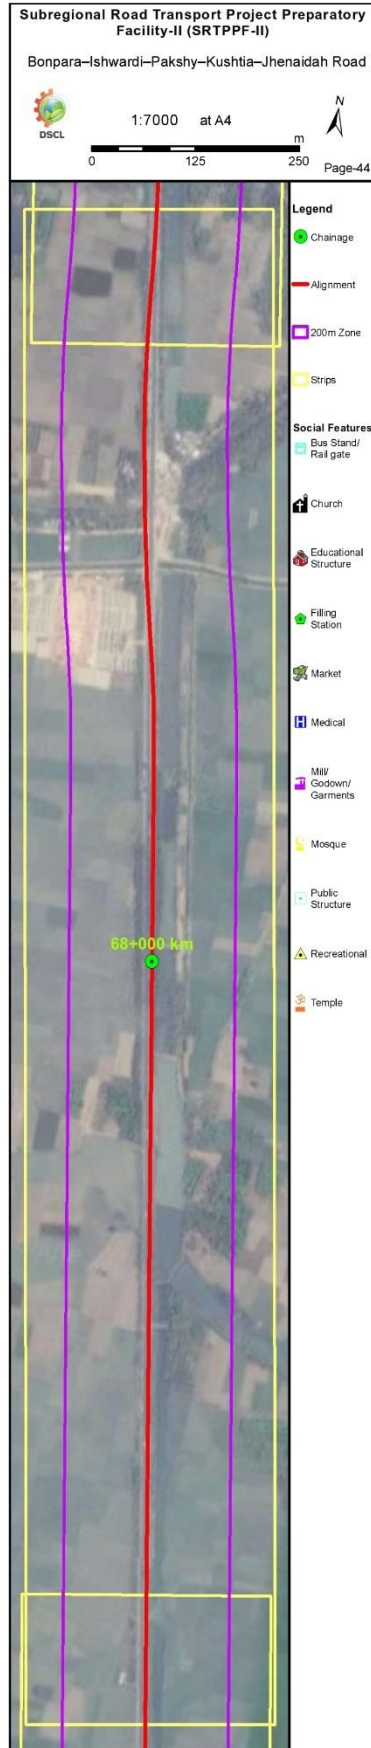 Subregional Road Transport Project Preparatory
Facility-II (SRTPPF-II)
Bonpara–Ishwardi–Pakshy–Kushtia–Jhenaidah Road
DSCL
1:7000 at A4
N
m
0 125 250
Page-44
Legend
Chainage
Alignment
200m Zone
Strips
Social Features
Bus Stand/
Rail gate
Church
Educational
Structure
Filling
Station
Market
H Medical
Mill/
Godown/
Garments
Mosque
Public
Structure
Recreational
Temple
68+000 km